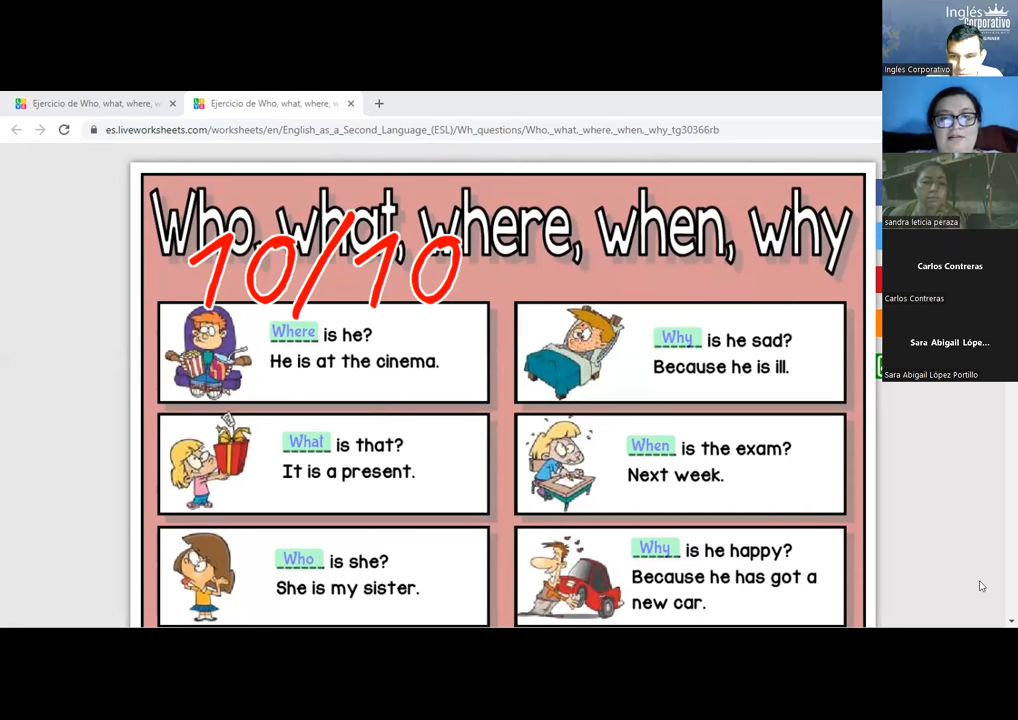 Ejercicio de Who, what, where, w
Ejercicio de Who, what, where, w
es.liveworksheets.com/worksheets/en/English_as_a_Second_Language_(ESL)/Wh_questions/Who,_what,_where,_when,_why_tg30366rb
Who, what, where, when, why
10/10
Where is he?
He is at the cinema.
Why is he sad?
Because he is ill.
What is that?
It is a present.
When is the exam?
Next week.
Who is she?
She is my sister.
Why is he happy?
Because he has got a
new car.
Inglés
Corporativo
Ingles Corporativo
sandra leticia peraza
Carlos Contreras
Carlos Contreras
Sara Abigail Lópe...
Sara Abigail López Portillo